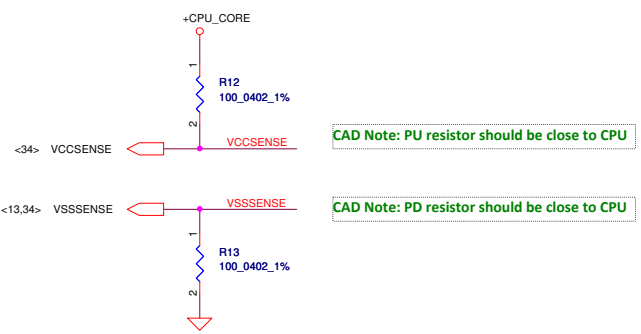 +CPU_CORE
1
R12
100_0402_1%
2
<34> VCCSENSE
VCCSENSE
CAD Note: PU resistor should be close to CPU
<13,34> VSSSENSE
VSSSENSE
CAD Note: PD resistor should be close to CPU
1
R13
100_0402_1%
2